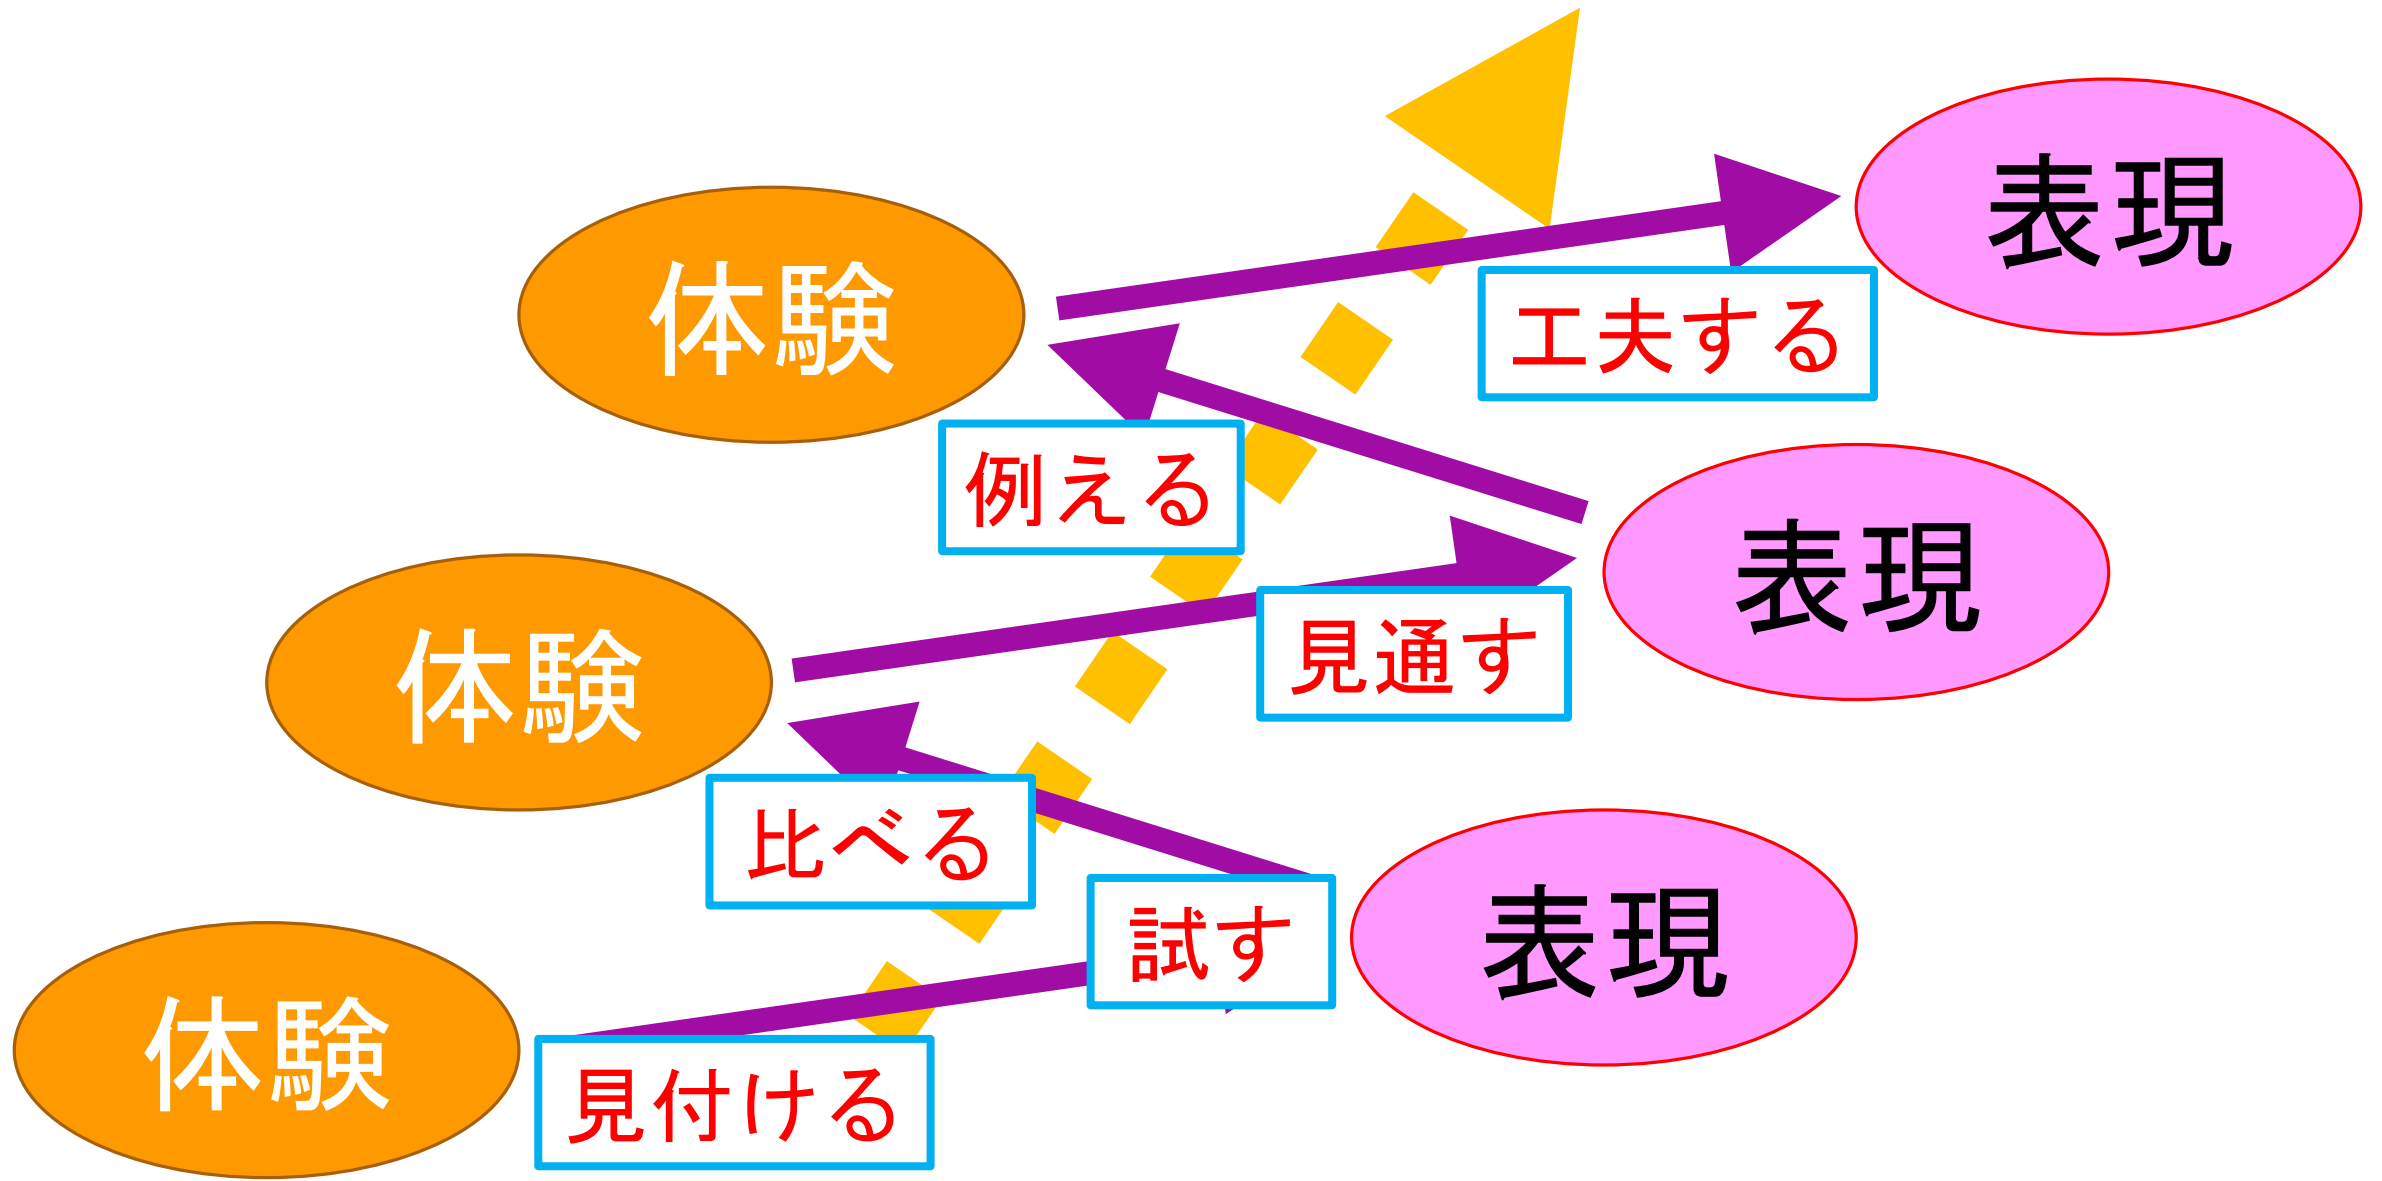 表現
体験
工夫する
例える
表現
体験
見通す
比べる
表現
試す
体験
見付ける